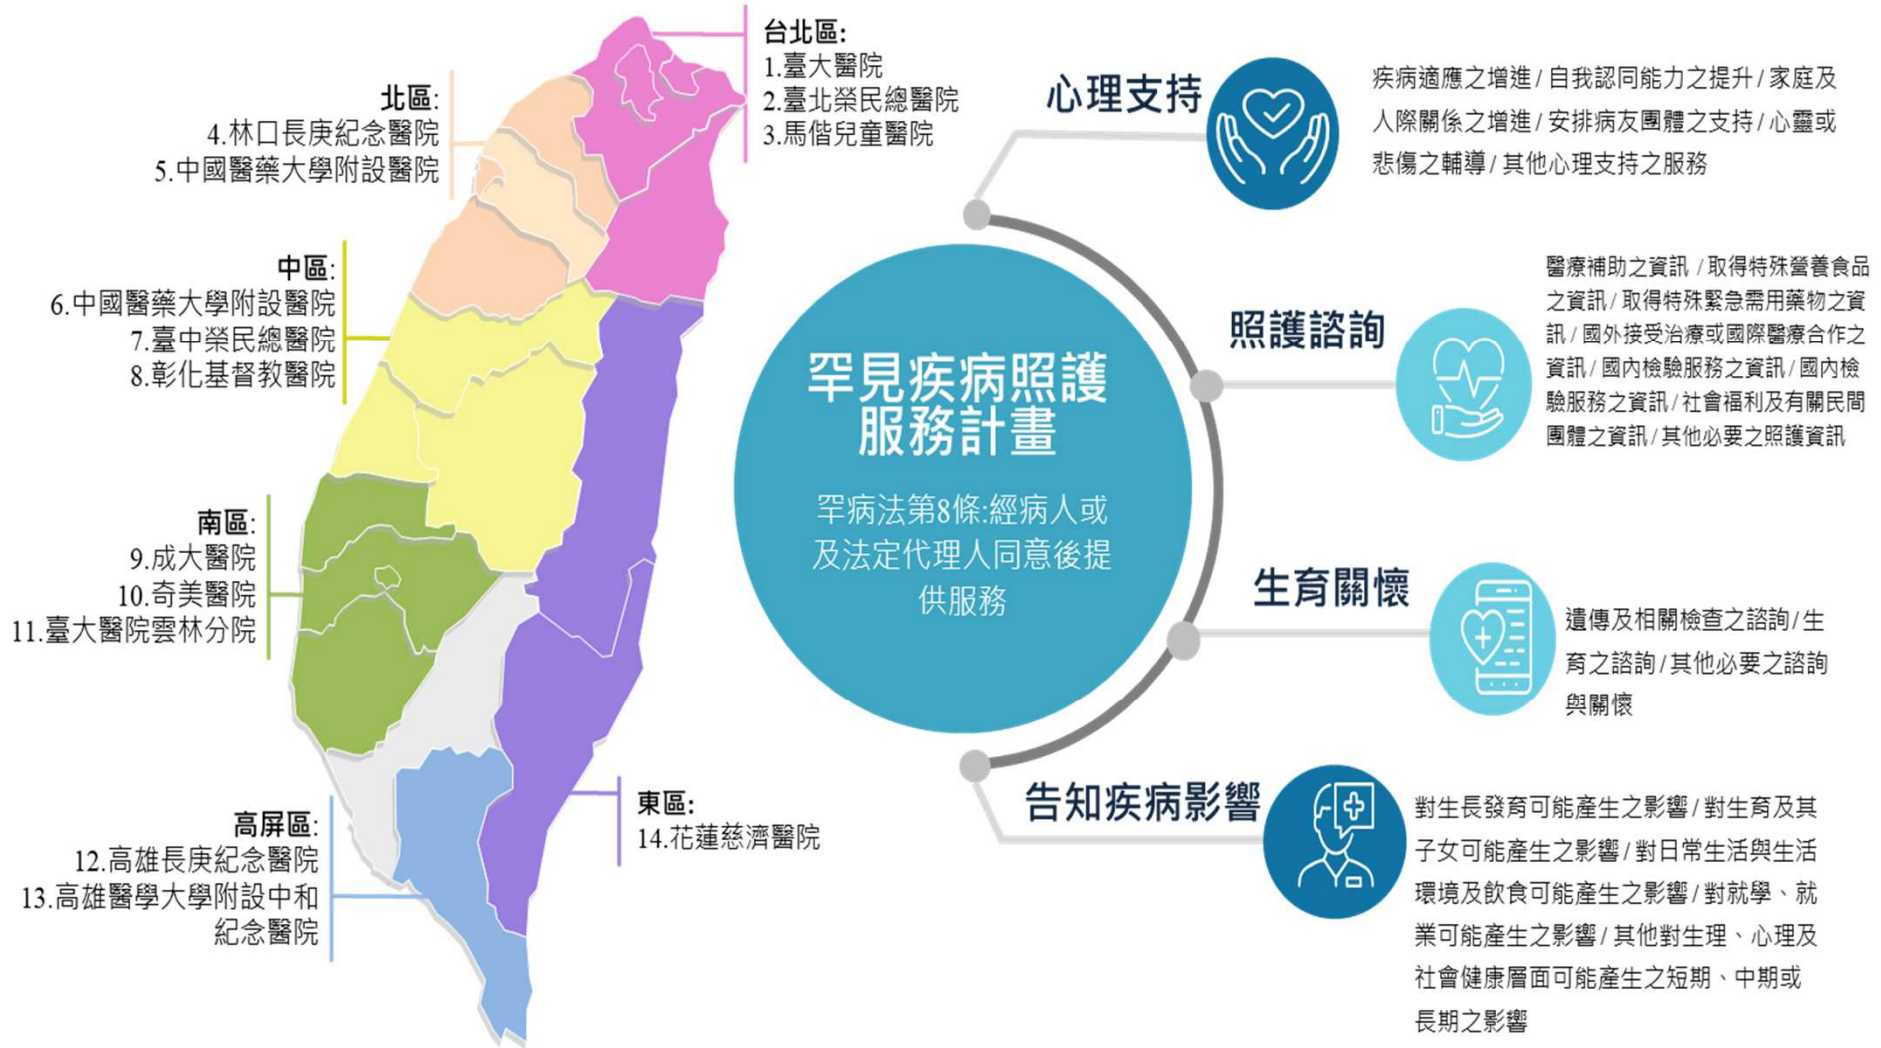 台北區:
1.臺大醫院
2.臺北榮民總醫院
3.馬偕兒童醫院
北區:
4.林口長庚紀念醫院
5.中國醫藥大學附設醫院
中區:
6.中國醫藥大學附設醫院
7.臺中榮民總醫院
8.彰化基督教醫院
南區:
9.成大醫院
10.奇美醫院
11.臺大醫院雲林分院
高屏區:
12.高雄長庚紀念醫院
13.高雄醫學大學附設中和
紀念醫院
東區:
14.花蓮慈濟醫院
罕見疾病照護
服務計畫
罕病法第8條:經病人或
及法定代理人同意後提
供服務
心理支持
疾病適應之增進/自我認同能力之提升/家庭及
人際關係之增進/安排病友團體之支持/心靈或
悲傷之輔導/其他心理支持之服務
照護諮詢
醫療補助之資訊/取得特殊營養食品
之資訊/取得特殊緊急需用藥物之資
訊/國外接受治療或國際醫療合作之
資訊/國內檢驗服務之資訊/國內檢
驗服務之資訊/社會福利及有關民間
團體之資訊/其他必要之照護資訊
生育關懷
遺傳及相關檢查之諮詢/生
育之諮詢/其他必要之諮詢
與關懷
告知疾病影響
對生長發育可能產生之影響/對生育及其
子女可能產生之影響/對日常生活與生活
環境及飲食可能產生之影響/對就學、就
業可能產生之影響/其他對生理、心理及
社會健康層面可能產生之短期、中期或
長期之影響